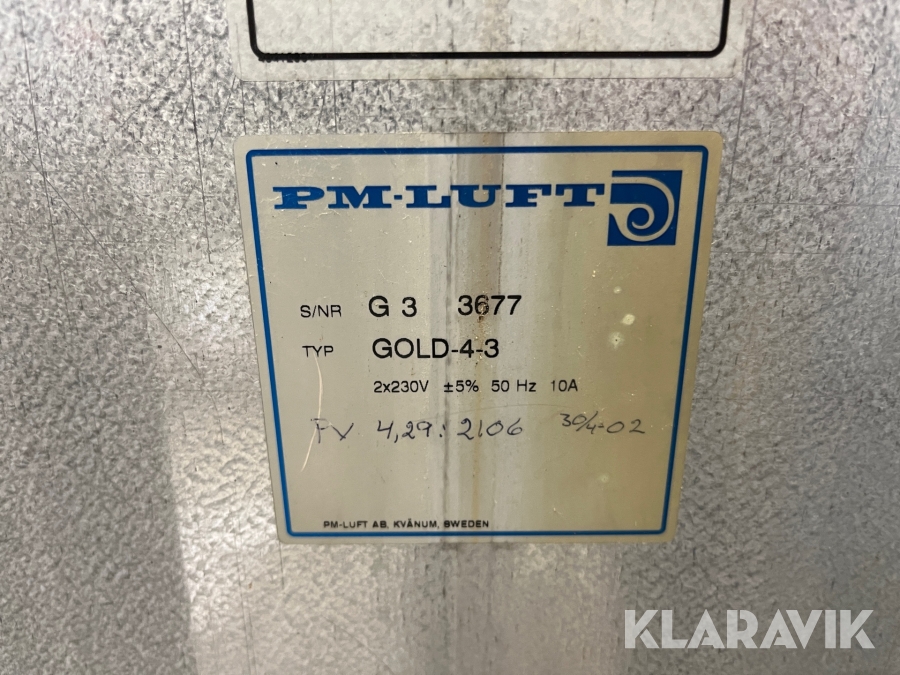 PM-LUFT
S/NR G 3 3677
TYP GOLD-4-3
2x230V ±5% 50 Hz 10A
PV 4,29: 2106 30/4-02
PM-LUFT AB, KVÄNUM, SWEDEN
KLARAVIK